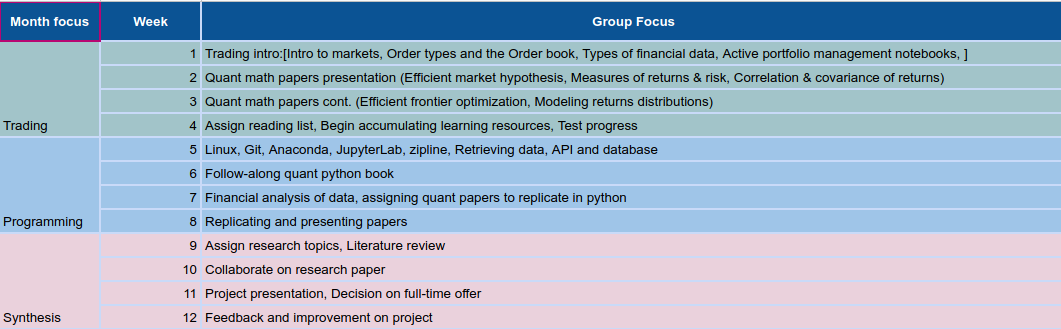 Month focus Week Group Focus
1 Trading intro:[Intro to markets, Order types and the Order book, Types of financial data, Active portfolio management notebooks, ]
2 Quant math papers presentation (Efficient market hypothesis, Measures of returns & risk, Correlation & covariance of returns)
3 Quant math papers cont. (Efficient frontier optimization, Modeling returns distributions)
Trading 4 Assign reading list, Begin accumulating learning resources, Test progress
5 Linux, Git, Anaconda, JupyterLab, zipline, Retrieving data, API and database
6 Follow-along quant python book
7 Financial analysis of data, assigning quant papers to replicate in python
Programming 8 Replicating and presenting papers
9 Assign research topics, Literature review
10 Collaborate on research paper
11 Project presentation, Decision on full-time offer
Synthesis 12 Feedback and improvement on project